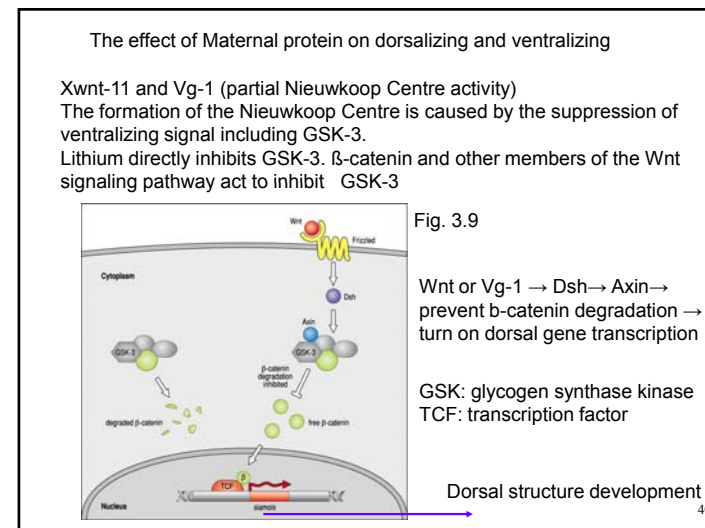 The effect of Maternal protein on dorsalizing and ventralizing
Xwnt-11 and Vg-1 (partial Nieuwkoop Centre activity)
The formation of the Nieuwkoop Centre is caused by the suppression of
ventralizing signal including GSK-3.
Lithium directly inhibits GSK-3. ß-catenin and other members of the Wnt
signaling pathway act to inhibit GSK-3
Fig. 3.9
Wnt
Frizzled
Cytoplasm
Dsh
Axin
GSK-3
GSK-3
β-catenin
degradation
inhibited
degraded β-catenin
free β-catenin
β
TCF
siamois
Nucleus
Wnt or Vg-1 → Dsh→ Axin→
prevent b-catenin degradation →
turn on dorsal gene transcription
GSK: glycogen synthase kinase
TCF: transcription factor
Dorsal structure development